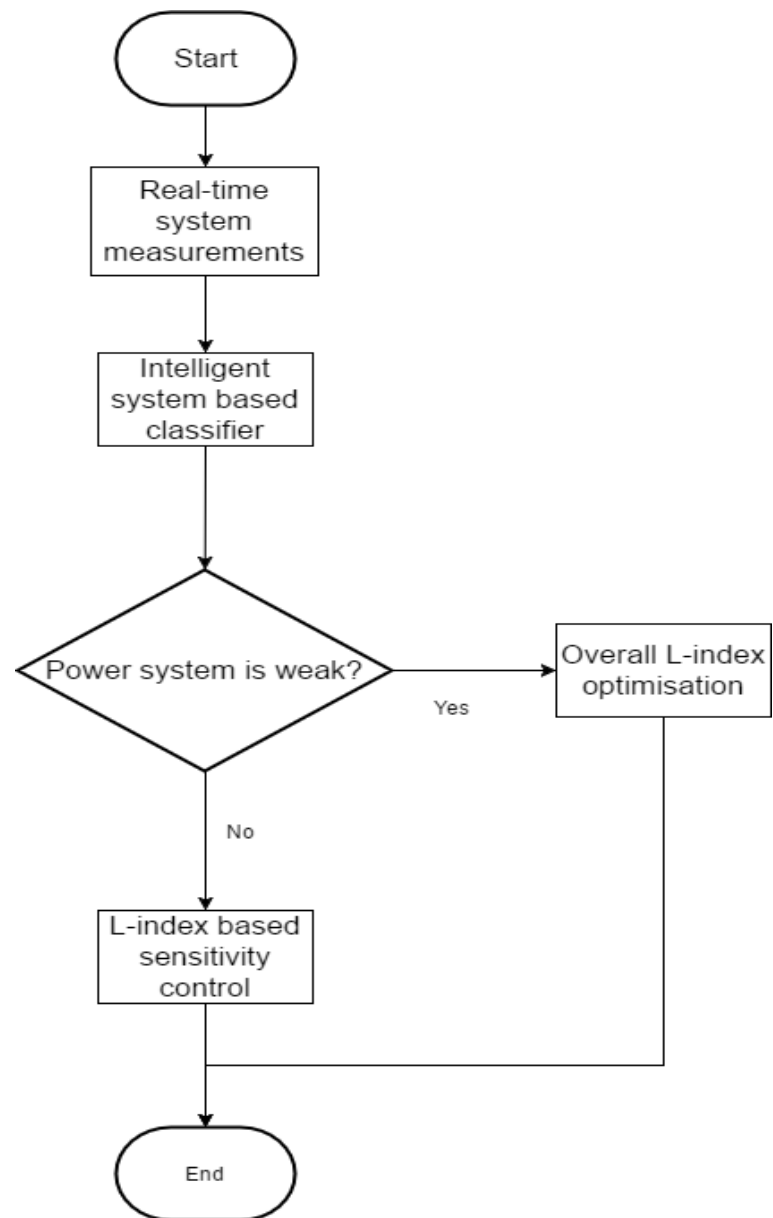 Start
Real-time
system
measurements
Intelligent
system based
classifier
Power system is weak?
Yes
Overall L-index
optimisation
No
L-index based
sensitivity
control
End